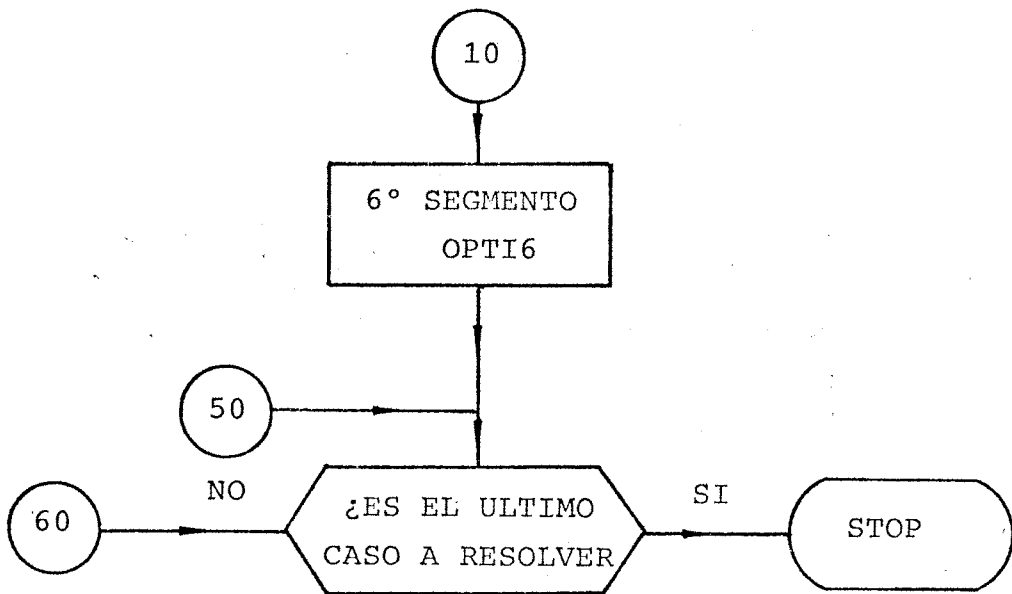 10
6° SEGMENTO
OPTI6
50
NO
SI
60
¿ES EL ULTIMO
CASO A RESOLVER
STOP